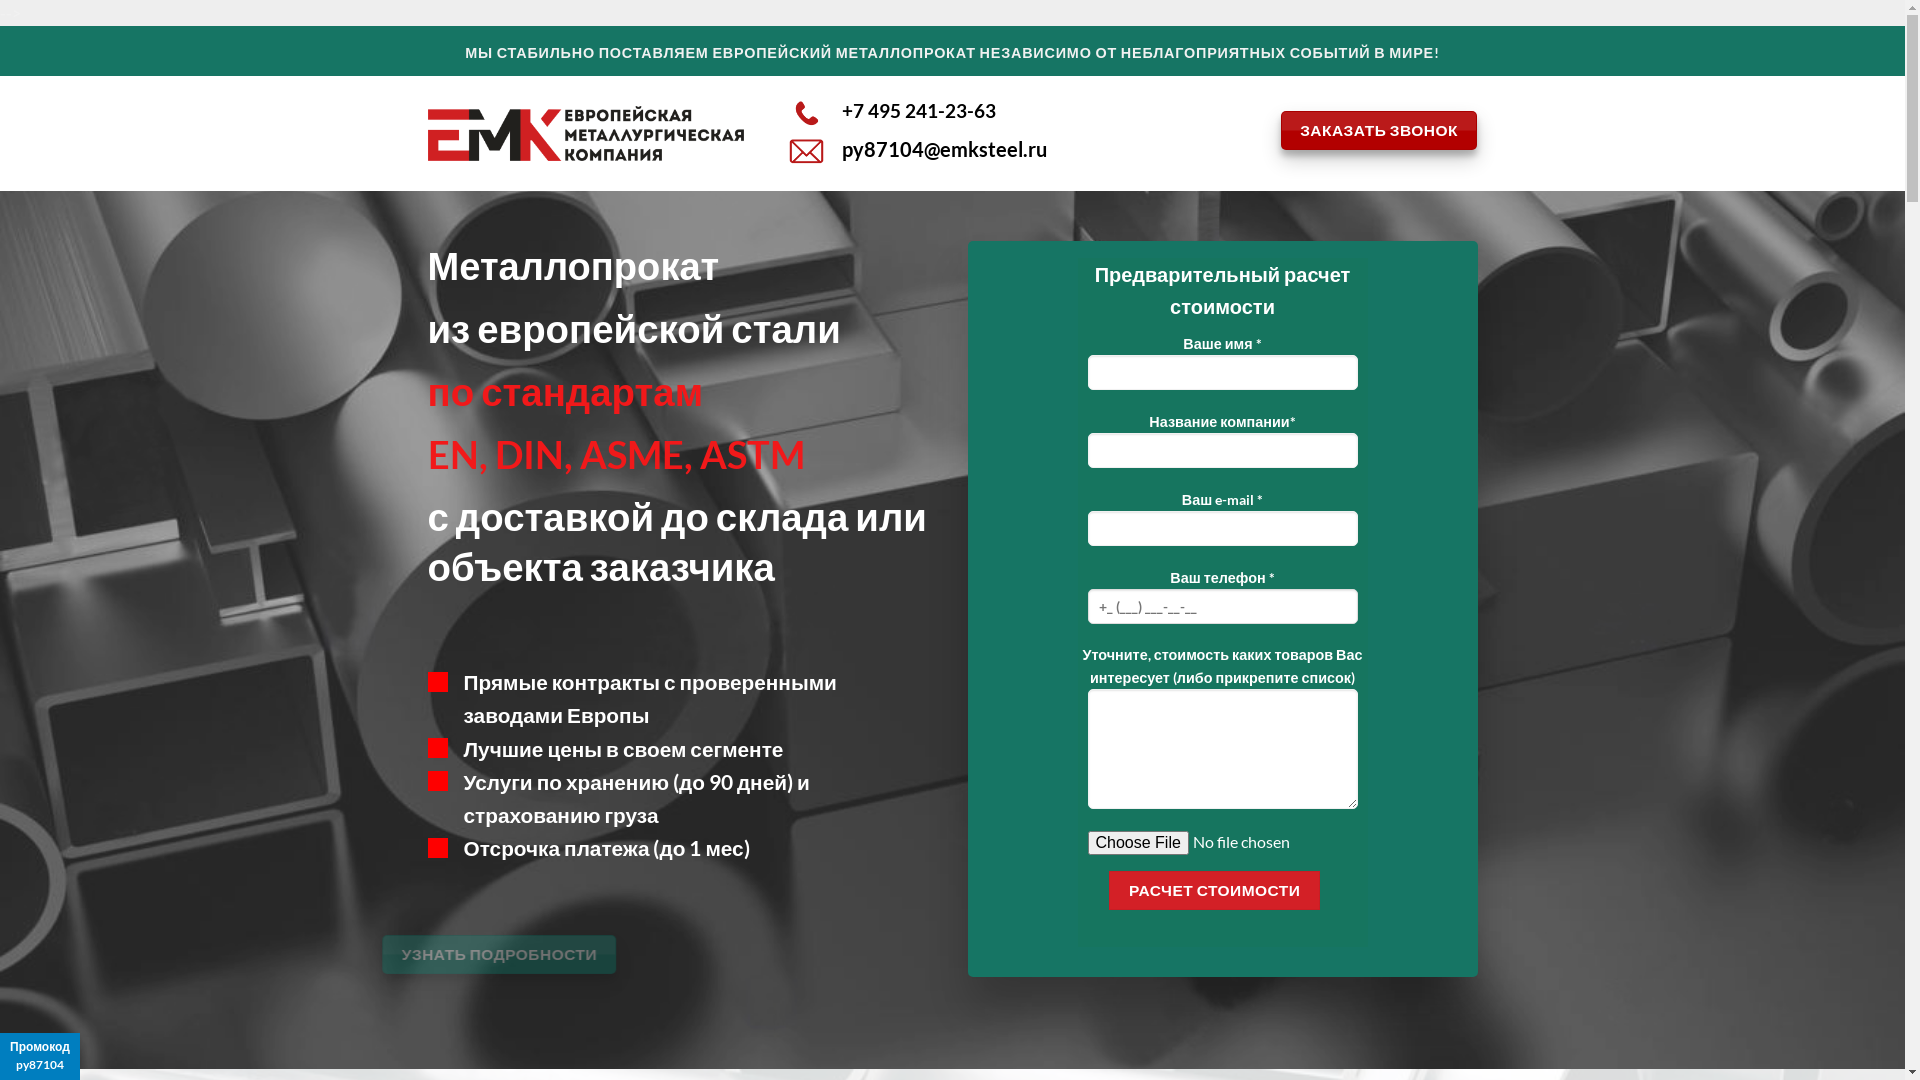 МЫ СТАБИЛЬНО ПОСТАВЛЯЕМ ЕВРОПЕЙСКИЙ МЕТАЛЛОПРОКАТ НЕЗАВИСИМО ОТ НЕБЛАГОПРИЯТНЫХ СОБЫТИЙ В МИРЕ!
ЕМК
ЕВРОПЕЙСКАЯ
МЕТАЛЛУРГИЧЕСКАЯ
КОМПАНИЯ
+7 495 241-23-63
py87104@emksteel.ru
ЗАКАЗАТЬ ЗВОНОК
Металлопрокат
из европейской стали
по стандартам
EN, DIN, ASME, ASTM
с доставкой до склада или
объекта заказчика
Прямые контракты с проверенными
заводами Европы
Лучшие цены в своем сегменте
Услуги по хранению (до 90 дней) и
страхованию груза
Отсрочка платежа (до 1 мес)
УЗНАТЬ ПОДРОБНОСТИ
Предварительный расчет
стоимости
Ваше имя *
Название компании*
Ваш e-mail *
Ваш телефон *
+_ (___) ___-__-__
Уточните, стоимость каких товаров Вас
интересует (либо прикрепите список)
Choose File No file chosen
РАСЧЕТ СТОИМОСТИ
Промокод
py87104